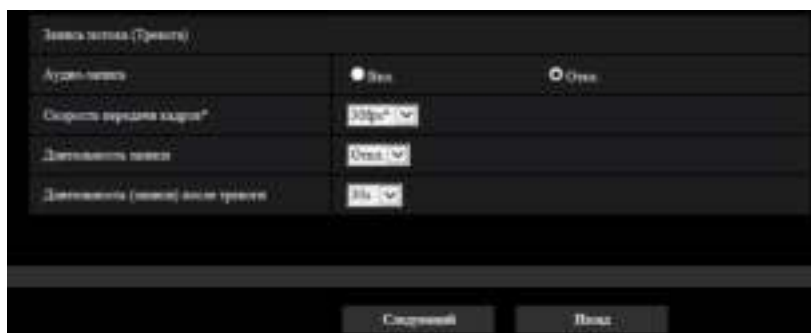 Запись потока (Тревога)
Аудио-запись Вкл. Откл.
Скорость передачи кадров* 30fps*
Длительность записи Откл.
Длительность (записи) после тревоги 30s
Следующий Назад